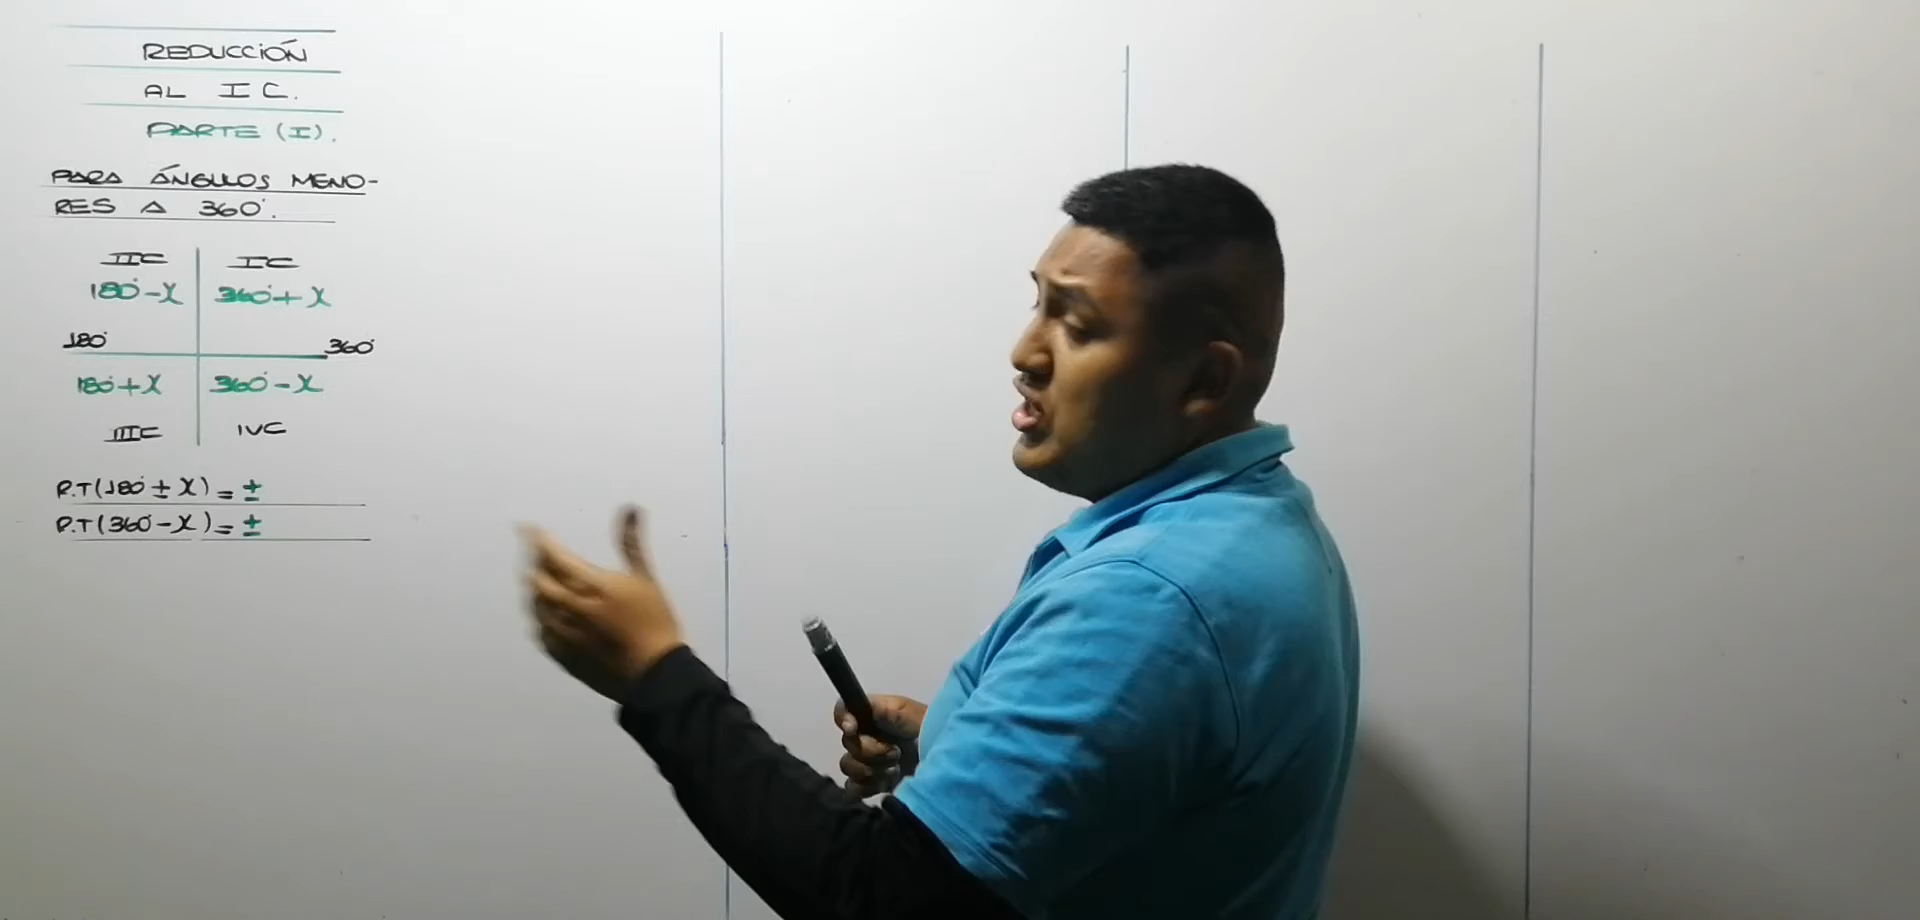 REDUCCIÓN
AL IC.
PARTE (I).
PARA ÁNGULOS MENO-
RES A 360°.
IIC IC
180°-X 360°+X
180° 360°
180°+X 360°-X
IIIC IVC
R.T(180°±X)=±
R.T(360°-X)=±